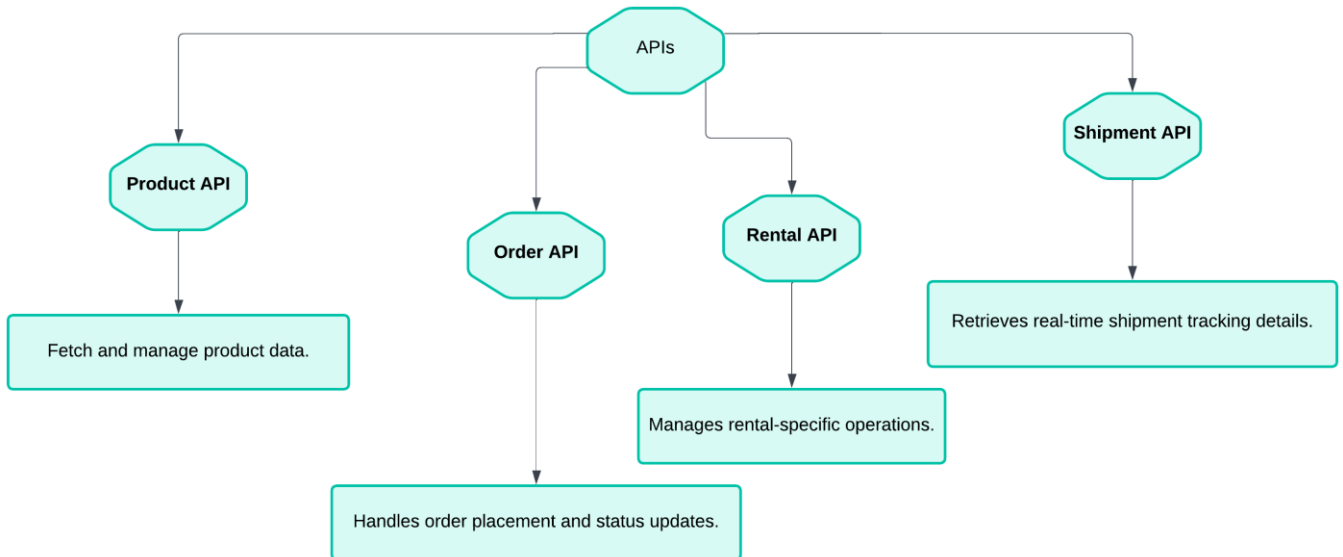 APIs
Product API
Order API
Rental API
Shipment API
Fetch and manage product data.
Handles order placement and status updates.
Manages rental-specific operations.
Retrieves real-time shipment tracking details.